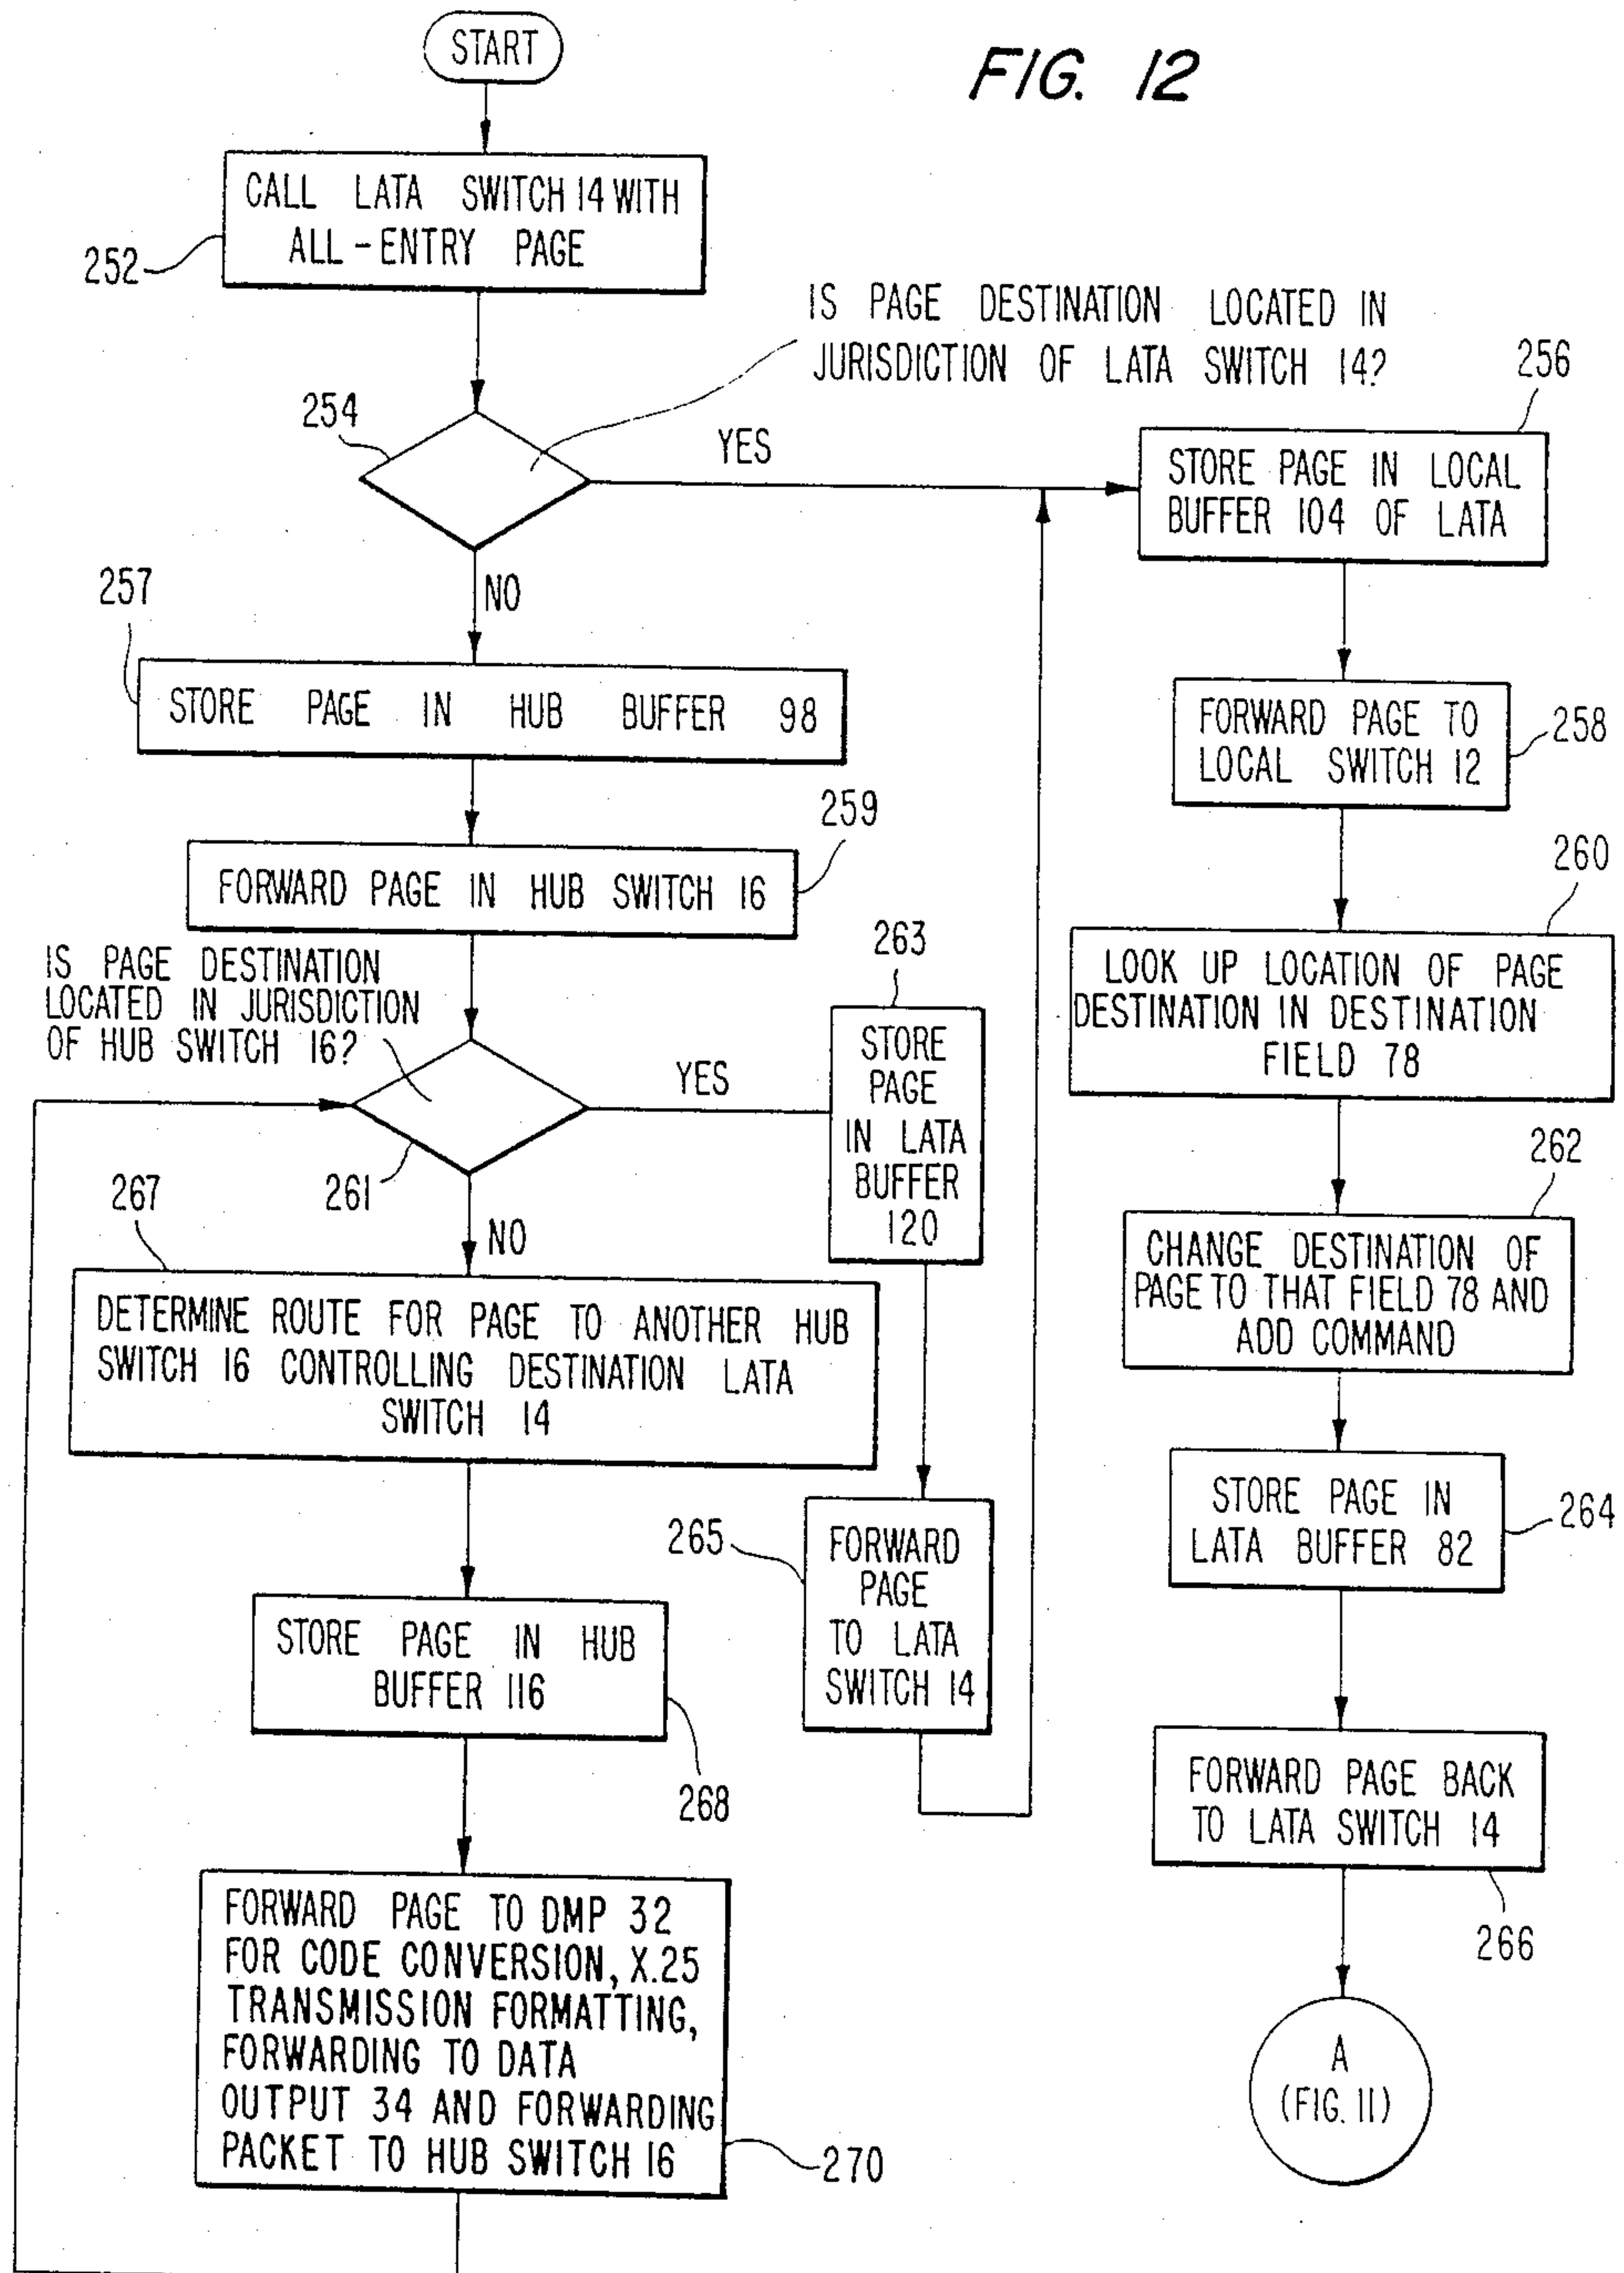 FIG. 12
START
CALL LATA SWITCH 14 WITH
ALL-ENTRY PAGE
252
IS PAGE DESTINATION LOCATED IN
JURISDICTION OF LATA SWITCH 14?
254
YES
NO
256
STORE PAGE IN LOCAL
BUFFER 104 OF LATA
257
STORE PAGE IN HUB BUFFER 98
FORWARD PAGE TO
LOCAL SWITCH 12
258
259
FORWARD PAGE IN HUB SWITCH 16
260
LOOK UP LOCATION OF PAGE
DESTINATION IN DESTINATION
FIELD 78
IS PAGE DESTINATION
LOCATED IN JURISDICTION
OF HUB SWITCH 16?
261
YES
NO
263
STORE
PAGE
IN LATA
BUFFER
120
262
CHANGE DESTINATION OF
PAGE TO THAT FIELD 78 AND
ADD COMMAND
267
DETERMINE ROUTE FOR PAGE TO ANOTHER HUB
SWITCH 16 CONTROLLING DESTINATION LATA
SWITCH 14
265
FORWARD
PAGE
TO LATA
SWITCH 14
STORE PAGE IN
LATA BUFFER 82
264
STORE PAGE IN HUB
BUFFER 116
268
FORWARD PAGE BACK
TO LATA SWITCH 14
266
FORWARD PAGE TO DMP 32
FOR CODE CONVERSION, X.25
TRANSMISSION FORMATTING,
FORWARDING TO DATA
OUTPUT 34 AND FORWARDING
PACKET TO HUB SWITCH 16
270
A
(FIG. 11)